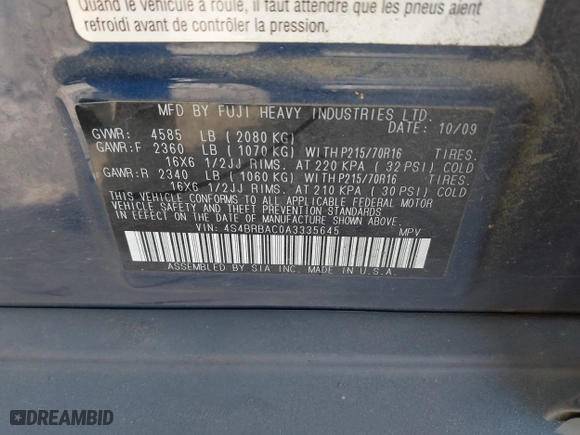 Quand le véhicule a roulé, il faut attendre que les pneus aient
refroidi avant de contrôler la pression.
MFD BY FUJI HEAVY INDUSTRIES LTD.
DATE: 10/09
GVWR: 4585 LB ( 2080 KG)
GAWR:F 2360 LB ( 1070 KG) WITH P215/70R16 TIRES.
16X6 1/2JJ RIMS. AT 220 KPA ( 32 PSI) COLD
GAWR:R 2340 LB ( 1060 KG) WITH P215/70R16 TIRES.
16X6 1/2JJ RIMS. AT 210 KPA ( 30 PSI) COLD
THIS VEHICLE CONFORMS TO ALL APPLICABLE FEDERAL MOTOR
VEHICLE SAFETY AND THEFT PREVENTION STANDARDS
IN EFFECT ON THE DATE OF MANUFACTURE SHOWN ABOVE.
VIN: 4S4BRBAC0A3335645 MPV
ASSEMBLED BY SIA INC. MADE IN U.S.A.
DREAMBID